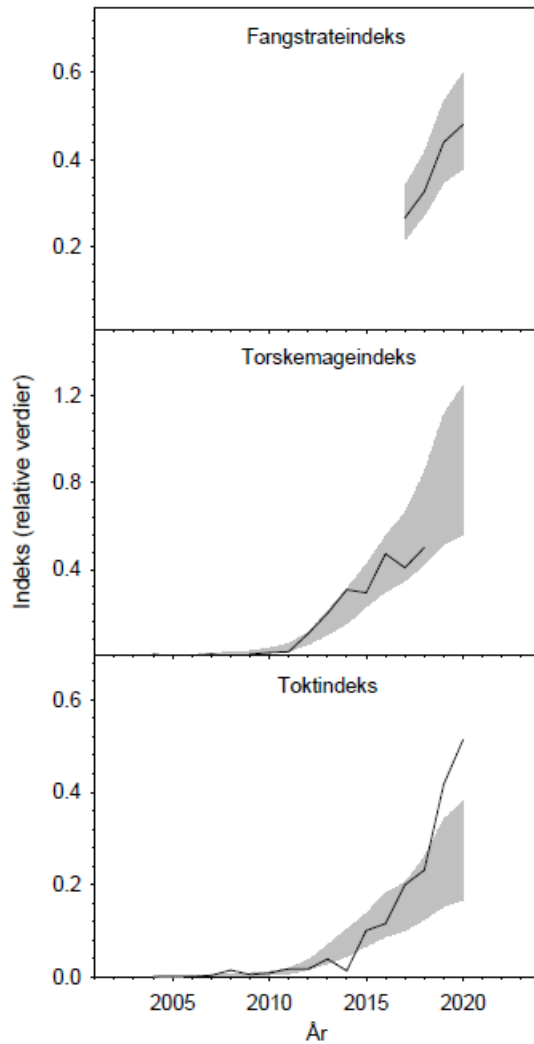 Fangstrateindeks
0.6
0.4
0.2
Torskemageindeks
1.2
0.8
0.4
Indeks (relative verdier)
Toktindeks
0.6
0.4
0.2
0.0
2005 2010 2015 2020
År